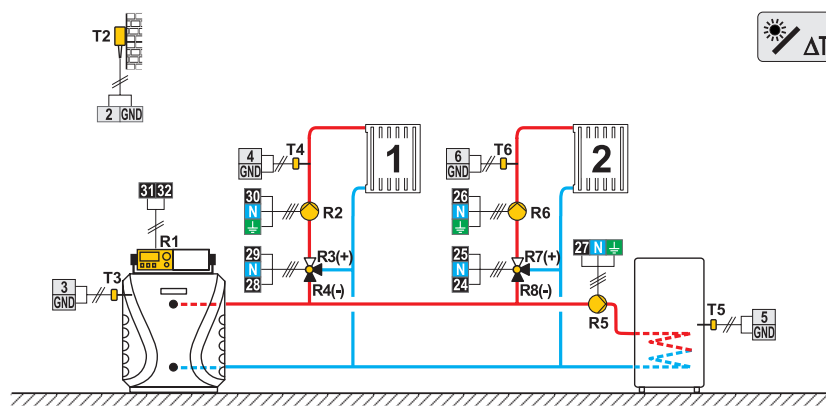 T2
ΔT
2 GND
4
GND
T4
1
6
GND
T6
2
31 32
30
N
R2
26
N
R6
R1
29
N
28
R3(+)
R4(-)
25
N
24
R7(+)
R8(-)
27 N
3
GND
T3
R5
T5
5
GND